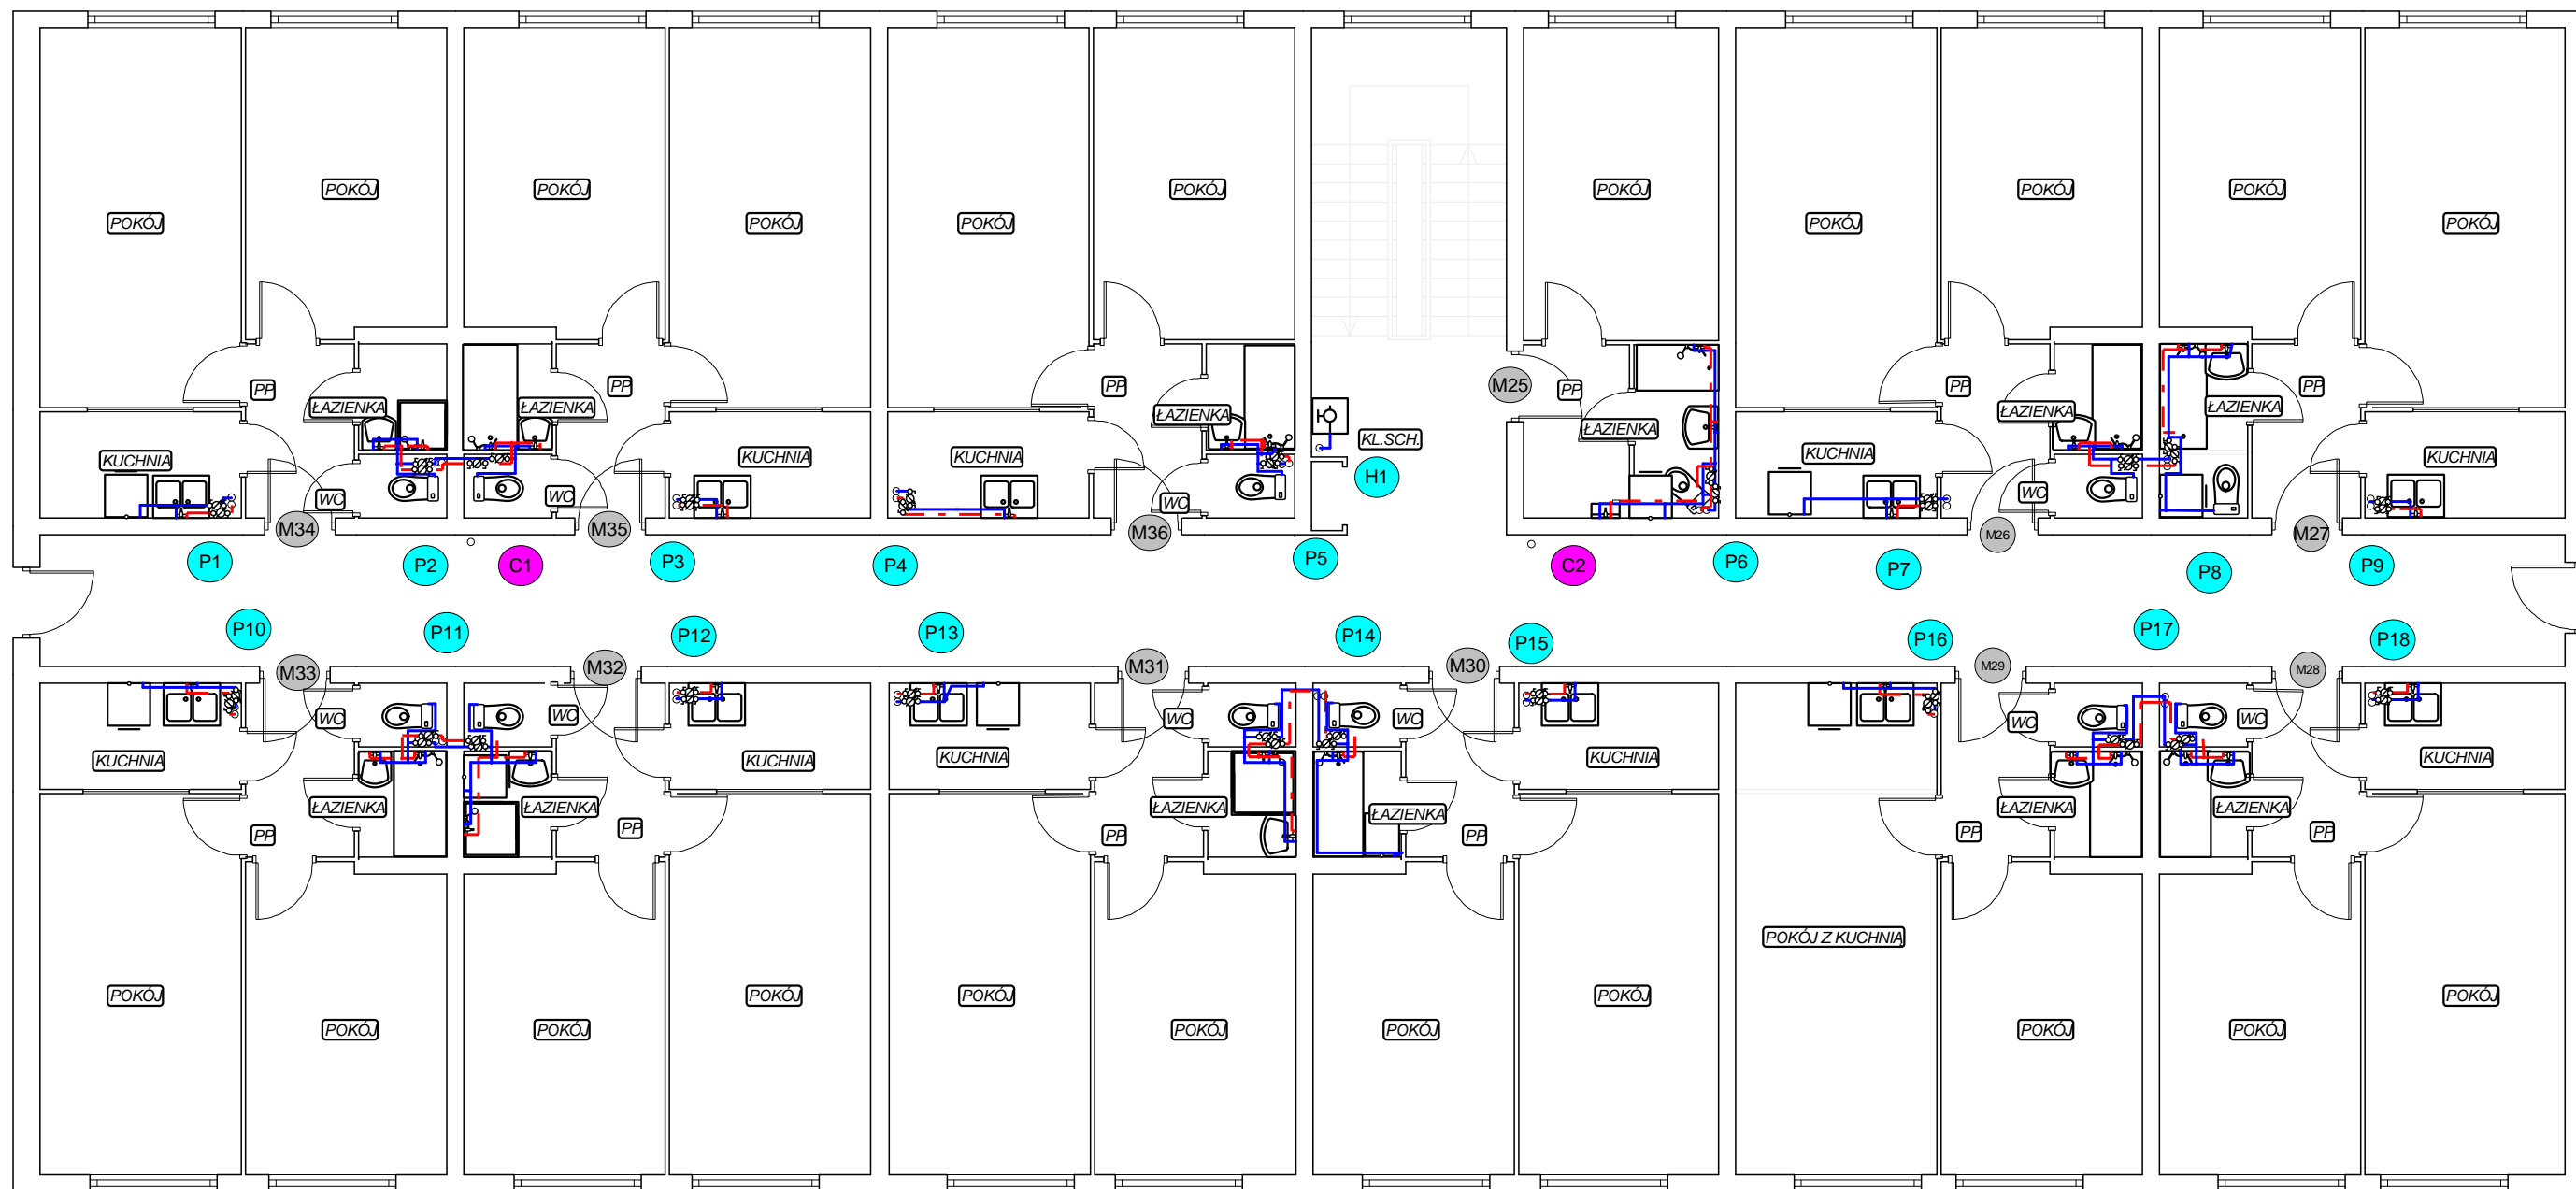 POKÓJ
POKÓJ
POKÓJ
POKÓJ
POKÓJ
POKÓJ
POKÓJ
POKÓJ
POKÓJ
POKÓJ
POKÓJ
PP
PP
PP
M25
PP
PP
PP
ŁAZIENKA
ŁAZIENKA
ŁAZIENKA
ŁAZIENKA
ŁAZIENKA
ŁAZIENKA
KUCHNIA
KUCHNIA
KUCHNIA
KL.SCH.
KUCHNIA
KUCHNIA
H1
WC
WC
WC
WC
M34
M35
M36
M26
M27
P1
P2
C1
P3
P4
P5
C2
P6
P7
P8
P9
P10
P11
P12
P13
P14
P15
P16
P17
P18
M33
M32
M31
M30
M29
M28
WC
WC
WC
WC
WC
WC
KUCHNIA
KUCHNIA
KUCHNIA
KUCHNIA
KUCHNIA
ŁAZIENKA
ŁAZIENKA
ŁAZIENKA
ŁAZIENKA
ŁAZIENKA
ŁAZIENKA
PP
PP
PP
PP
PP
PP
POKÓJ Z KUCHNIĄ
POKÓJ
POKÓJ
POKÓJ
POKÓJ
POKÓJ
POKÓJ
POKÓJ
POKÓJ
POKÓJ
POKÓJ
POKÓJ